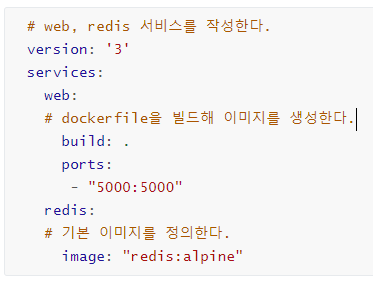 # web, redis 서비스를 작성한다.
version: '3'
services:
  web:
  # dockerfile을 빌드해 이미지를 생성한다.
    build: .
    ports:
     - "5000:5000"
  redis:
  # 기본 이미지를 정의한다.
    image: "redis:alpine"